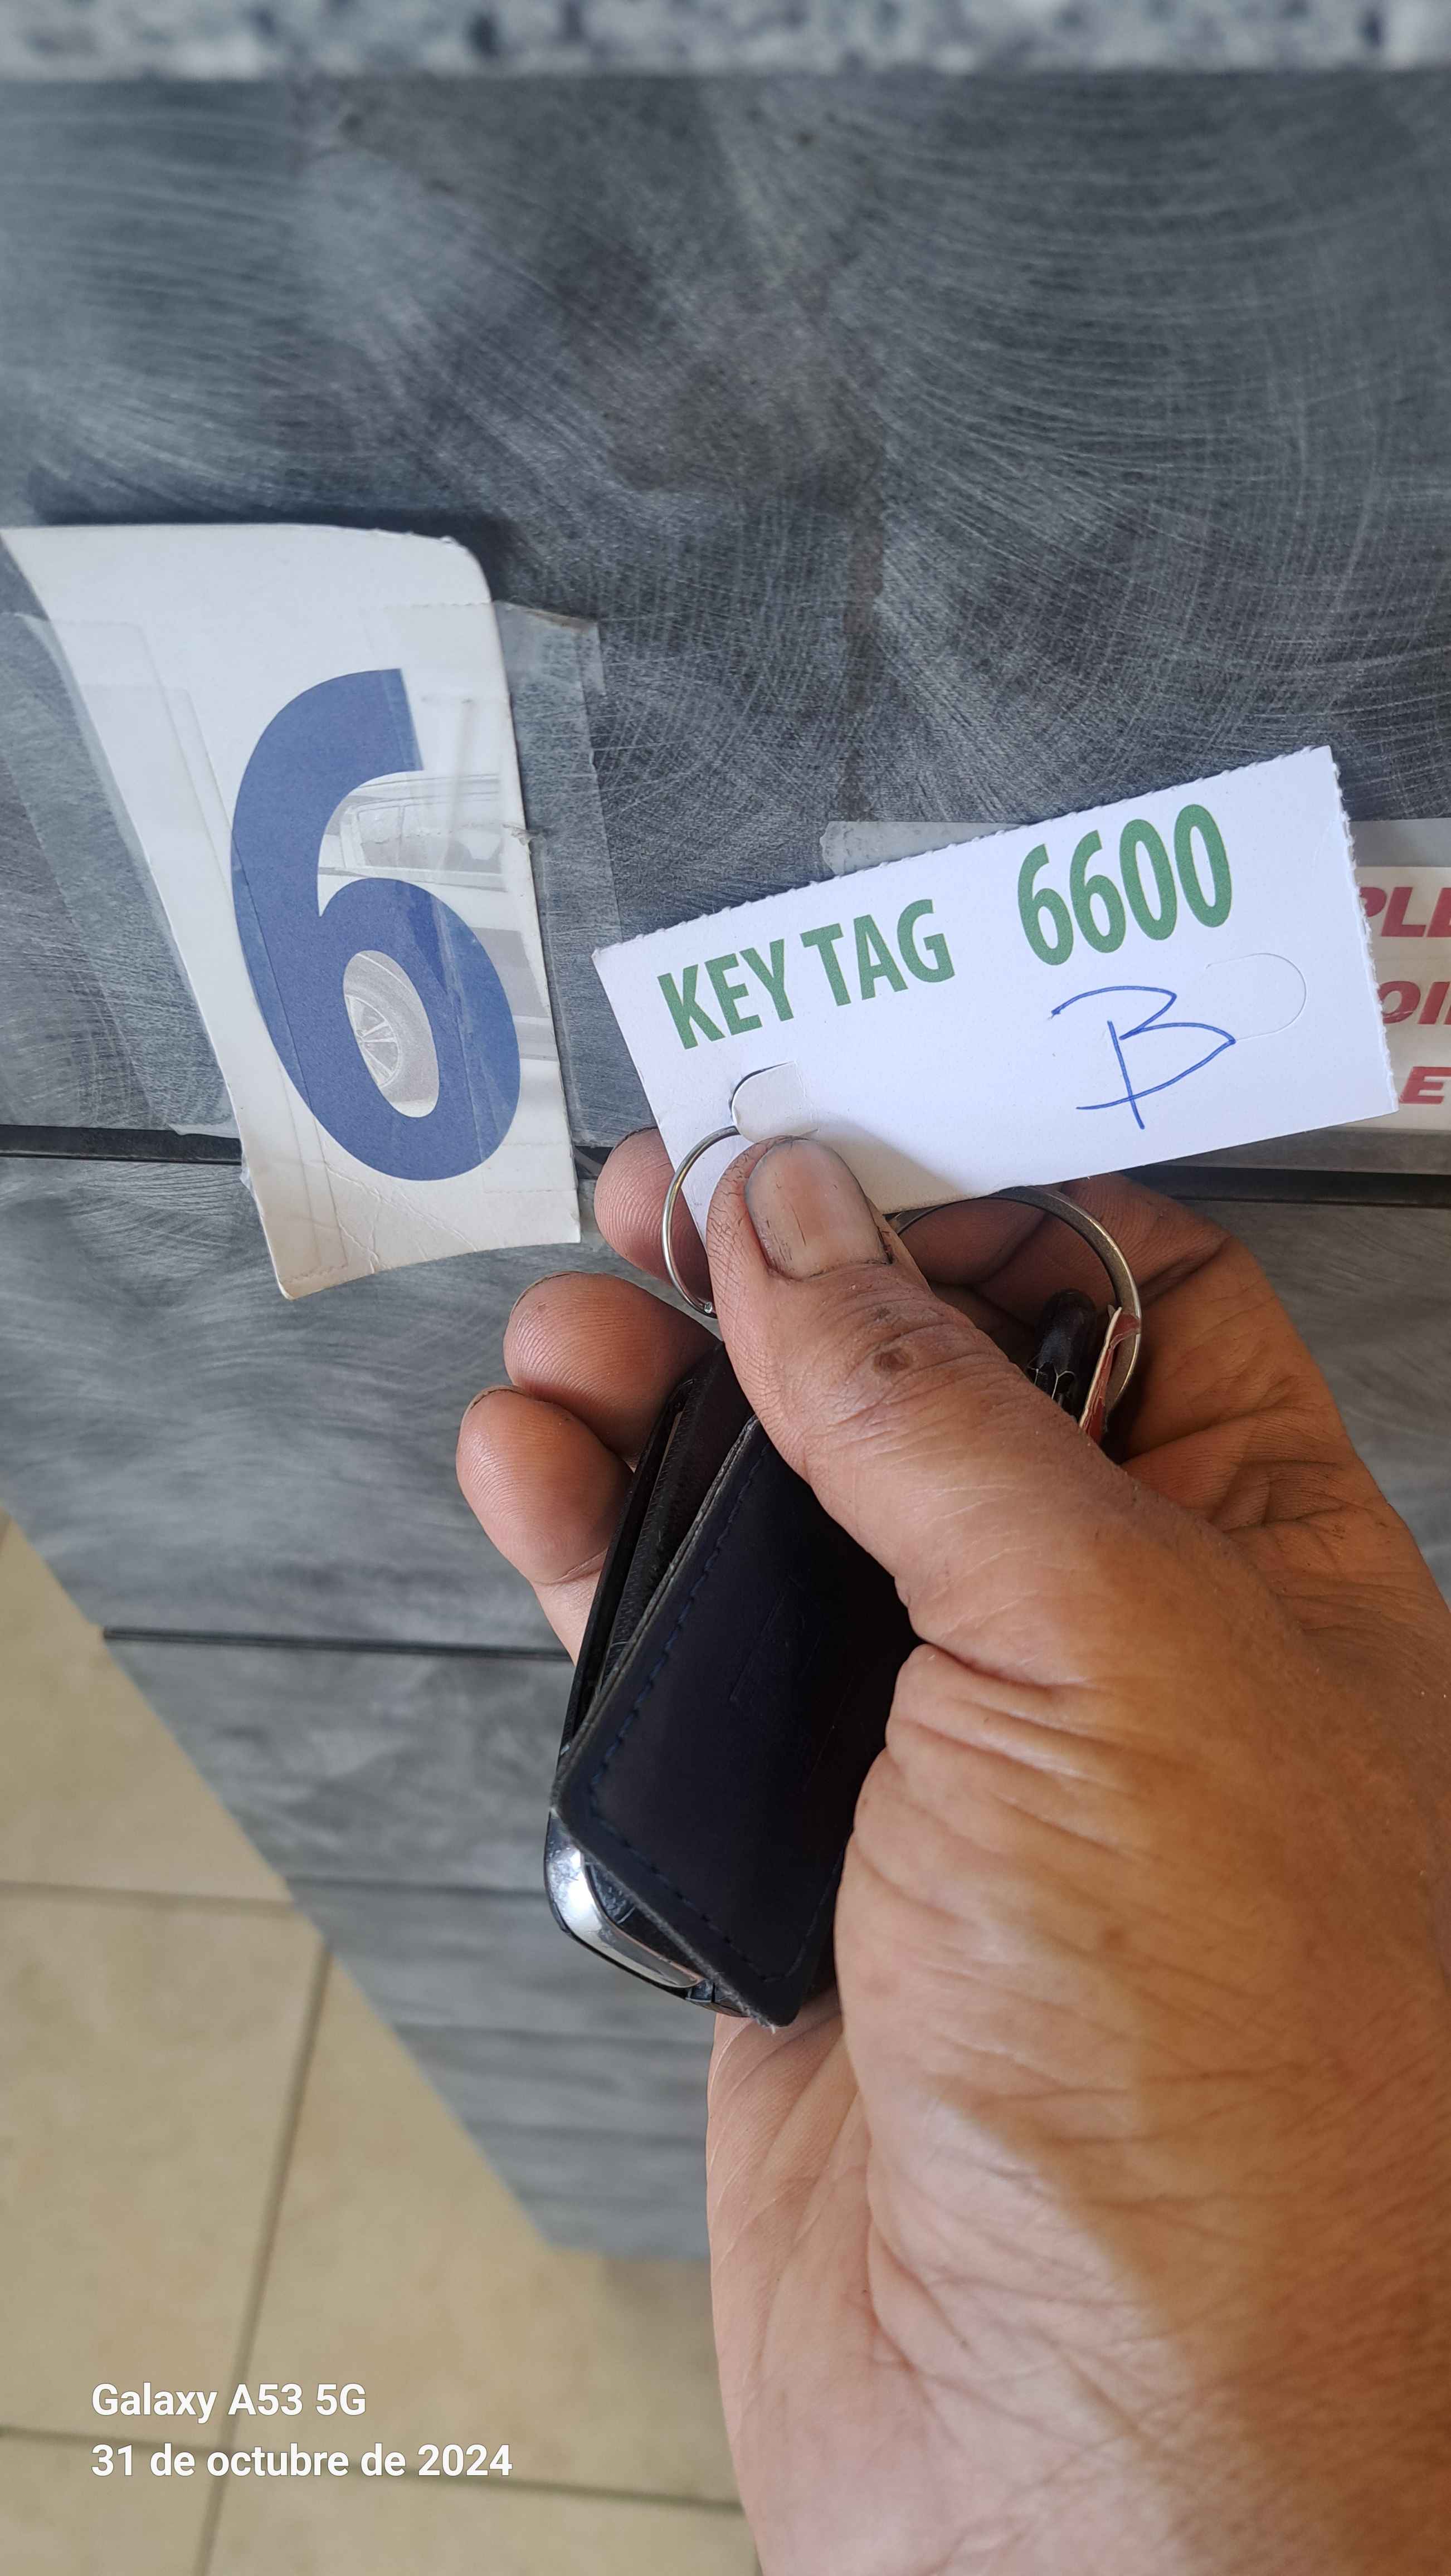 6
KEY TAG 6600
B
Galaxy A53 5G
31 de octubre de 2024